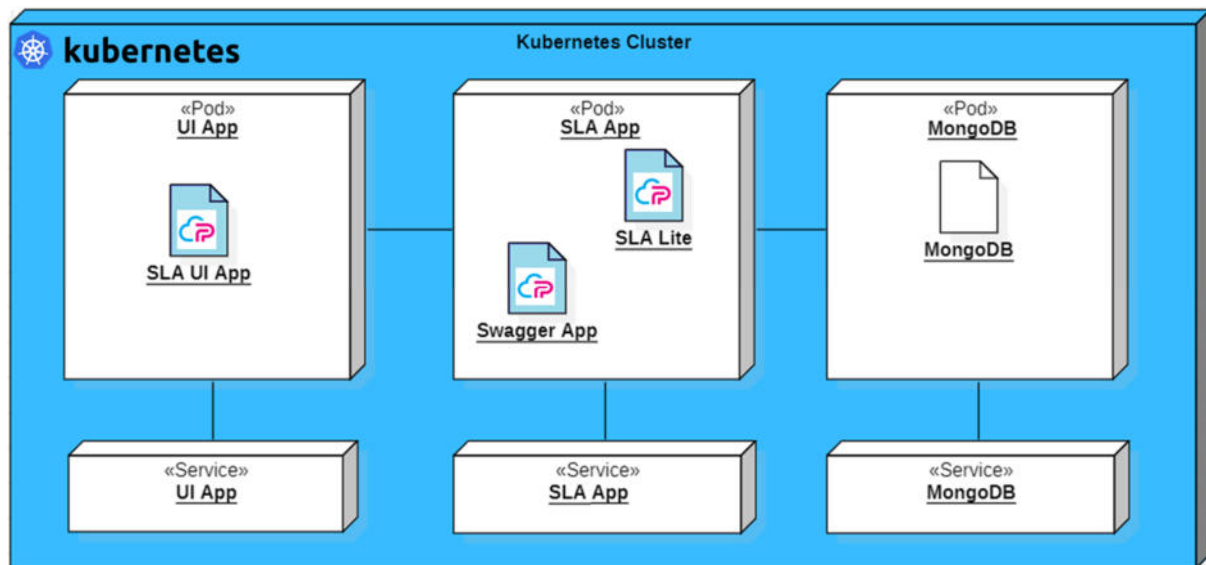 kubernetes
Kubernetes Cluster
«Pod»
UI App
SLA UI App
«Pod»
SLA App
SLA Lite
Swagger App
«Pod»
MongoDB
MongoDB
«Service»
UI App
«Service»
SLA App
«Service»
MongoDB